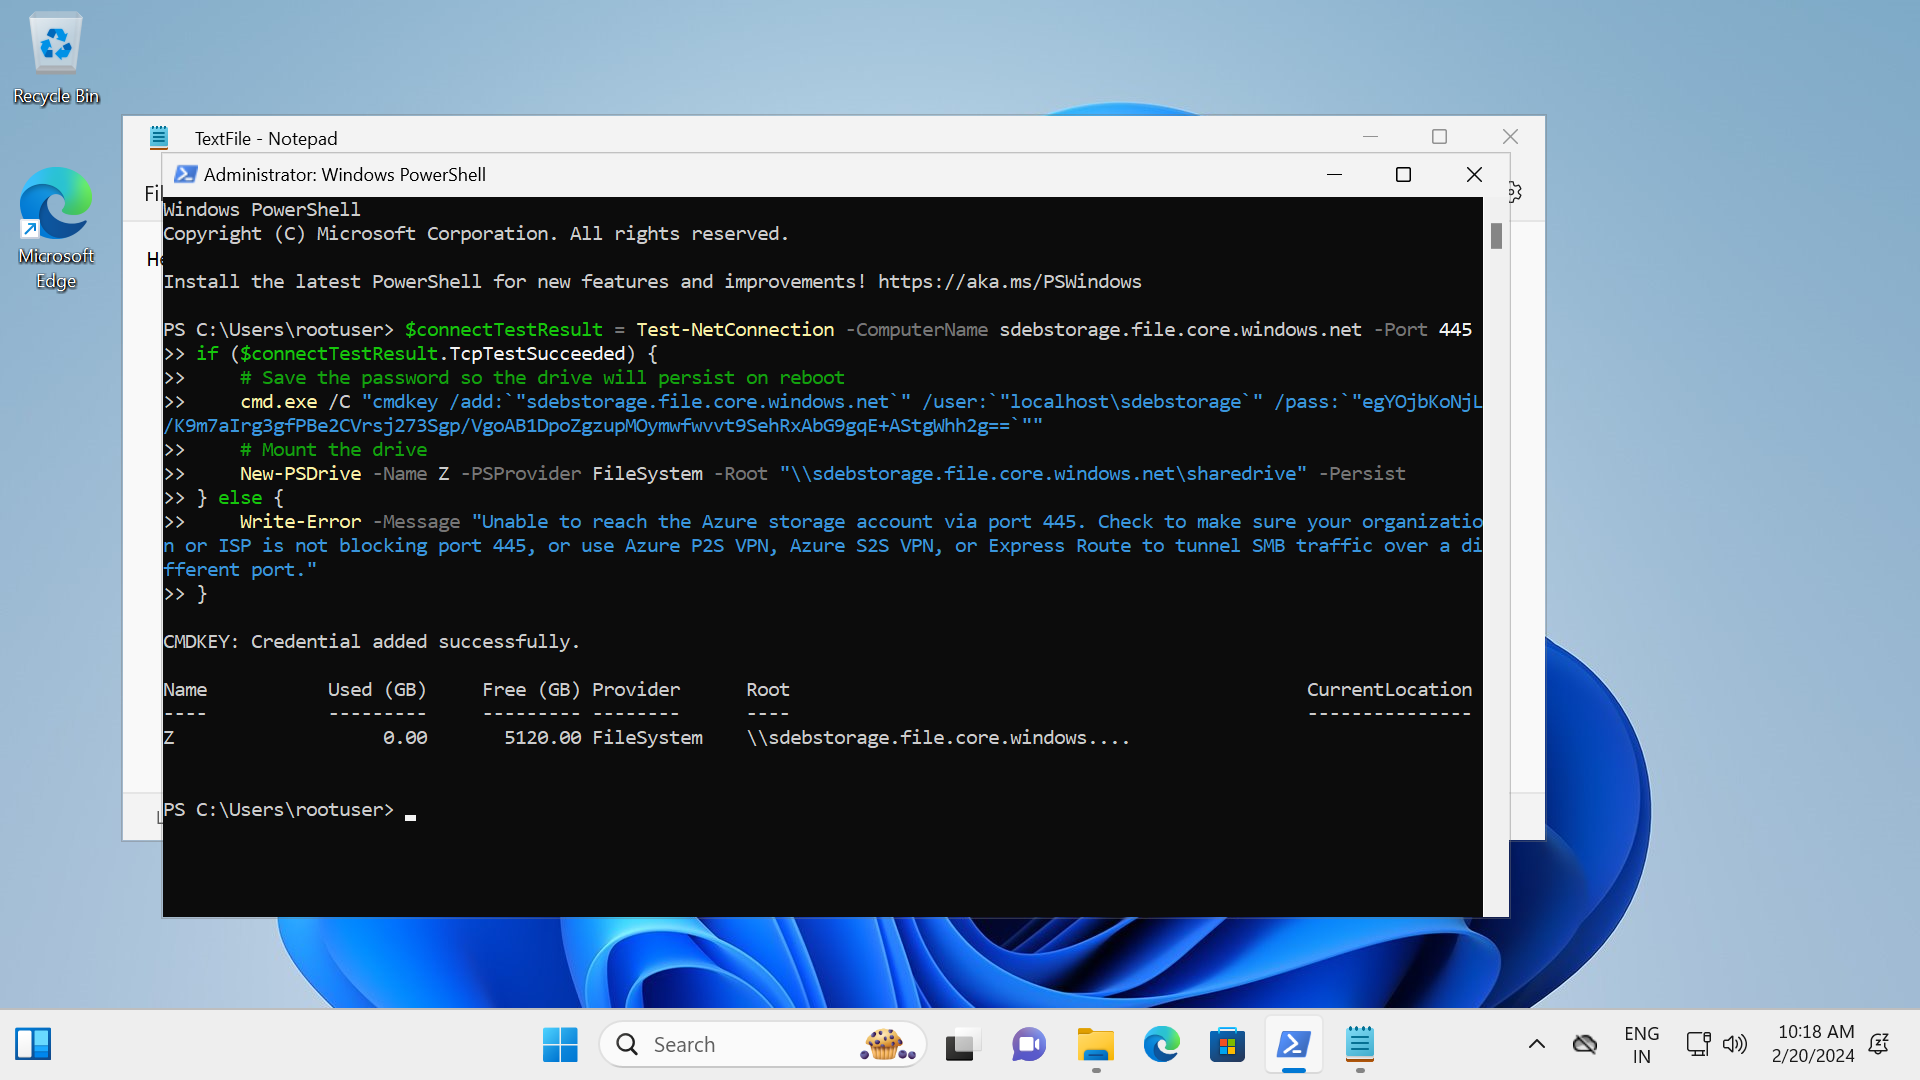 Recycle Bin
Microsoft
Edge
TextFile - Notepad
Administrator: Windows PowerShell
Windows PowerShell
Copyright (C) Microsoft Corporation. All rights reserved.
Install the latest PowerShell for new features and improvements! https://aka.ms/PSWindows
PS C:\Users\rootuser> $connectTestResult = Test-NetConnection -ComputerName sdebstorage.file.core.windows.net -Port 445
>> if ($connectTestResult.TcpTestSucceeded) {
>>     # Save the password so the drive will persist on reboot
>>     cmd.exe /C "cmdkey /add:`"sdebstorage.file.core.windows.net`" /user:`"localhost\sdebstorage`" /pass:`"egYOjbKoNjL
/K9m7aIrg3gfPBe2CVrsj273Sgp/VgoAB1DpoZgzupMOymwfwvvt9SehRxAbG9gqE+AStgWhh2g==`""
>>     # Mount the drive
>>     New-PSDrive -Name Z -PSProvider FileSystem -Root "\\sdebstorage.file.core.windows.net\sharedrive" -Persist
>> } else {
>>     Write-Error -Message "Unable to reach the Azure storage account via port 445. Check to make sure your organizatio
n or ISP is not blocking port 445, or use Azure P2S VPN, Azure S2S VPN, or Express Route to tunnel SMB traffic over a di
fferent port."
>> }
CMDKEY: Credential added successfully.
Name           Used (GB)     Free (GB) Provider      Root                                               CurrentLocation
----           ---------     --------- --------      ----                                               ---------------
Z                   0.00       5120.00 FileSystem    \\sdebstorage.file.core.windows....
PS C:\Users\rootuser>
Search
ENG
IN
10:18 AM
2/20/2024